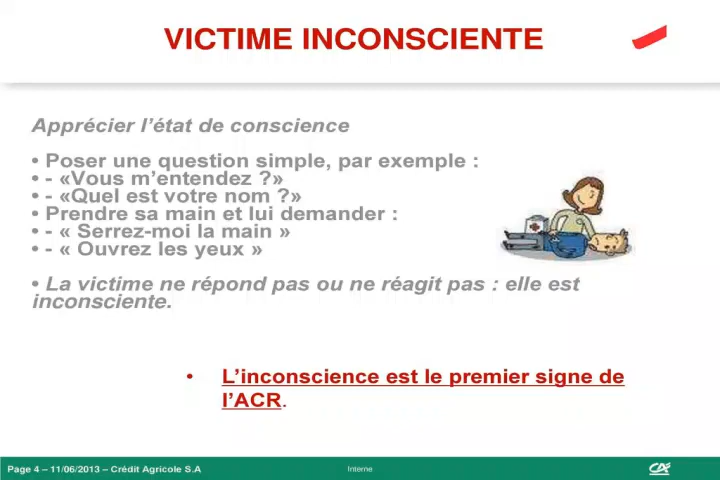 VICTIME INCONSCIENTE
Apprécier l’état de conscience
• Poser une question simple, par exemple :
• - «Vous m’entendez ?»
• - «Quel est votre nom ?»
• Prendre sa main et lui demander :
• - « Serrez-moi la main »
• - « Ouvrez les yeux »
• La victime ne répond pas ou ne réagit pas : elle est
inconsciente.
• L’inconscience est le premier signe de
l’ACR.
Page 4 – 11/06/2013 – Crédit Agricole S.A
Interne
CA